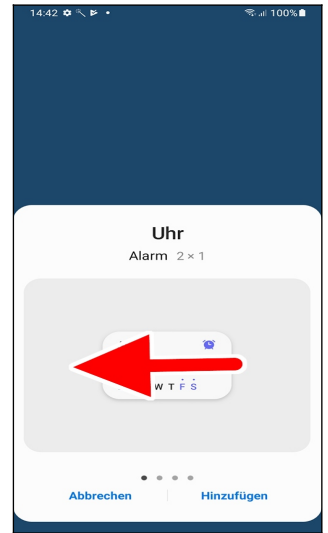 14:42 100%
Uhr
Alarm 2 × 1
W T F S
Abbrechen Hinzufügen